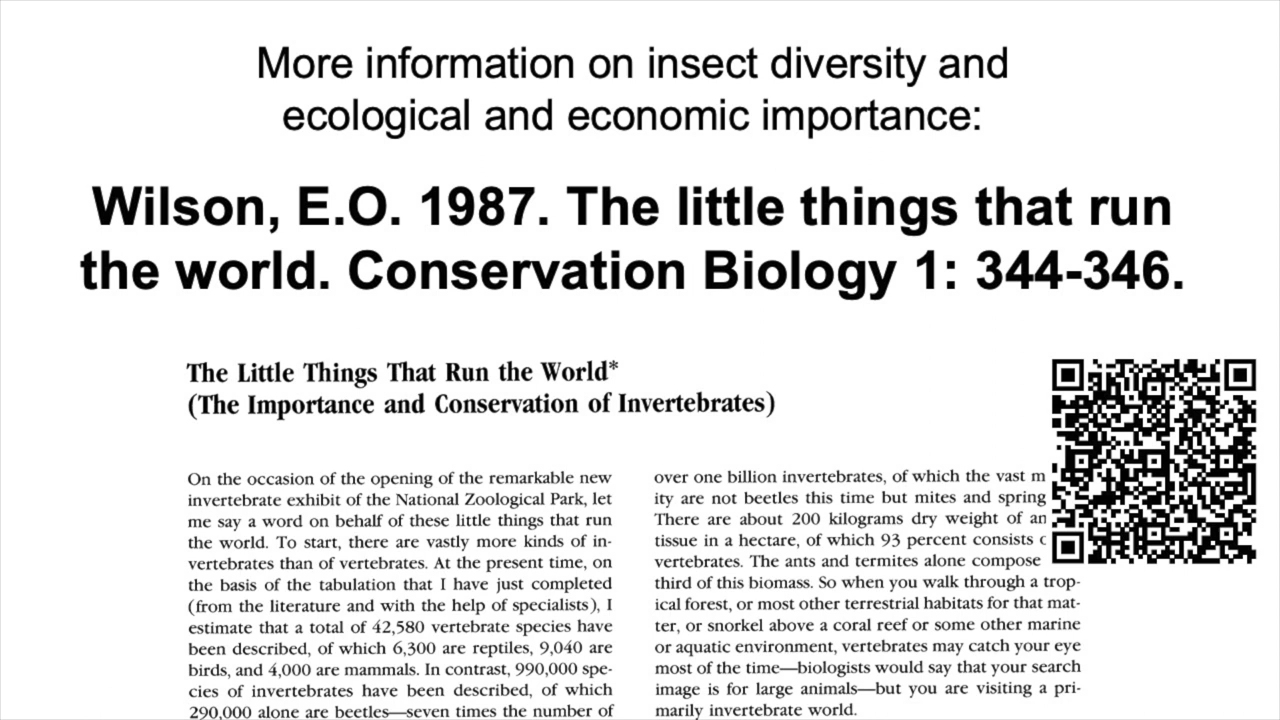 More information on insect diversity and
ecological and economic importance:
Wilson, E.O. 1987. The little things that run
the world. Conservation Biology 1: 344-346.
The Little Things That Run the World*
(The Importance and Conservation of Invertebrates)
On the occasion of the opening of the remarkable new
invertebrate exhibit of the National Zoological Park, let
me say a word on behalf of these little things that run
the world. To start, there are vastly more kinds of in-
vertebrates than of vertebrates. At the present time, on
the basis of the tabulation that I have just completed
(from the literature and with the help of specialists), I
estimate that a total of 42,580 vertebrate species have
been described, of which 6,300 are reptiles, 9,040 are
birds, and 4,000 are mammals. In contrast, 990,000 spe-
cies of invertebrates have been described, of which
290,000 alone are beetles—seven times the number of
over one billion invertebrates, of which the vast m
ity are not beetles this time but mites and spring
There are about 200 kilograms dry weight of an
tissue in a hectare, of which 93 percent consists
vertebrates. The ants and termites alone compose
third of this biomass. So when you walk through a trop-
ical forest, or most other terrestrial habitats for that mat-
ter, or snorkel above a coral reef or some other marine
or aquatic environment, vertebrates may catch your eye
most of the time—biologists would say that your search
image is for large animals—but you are visiting a pri-
marily invertebrate world.